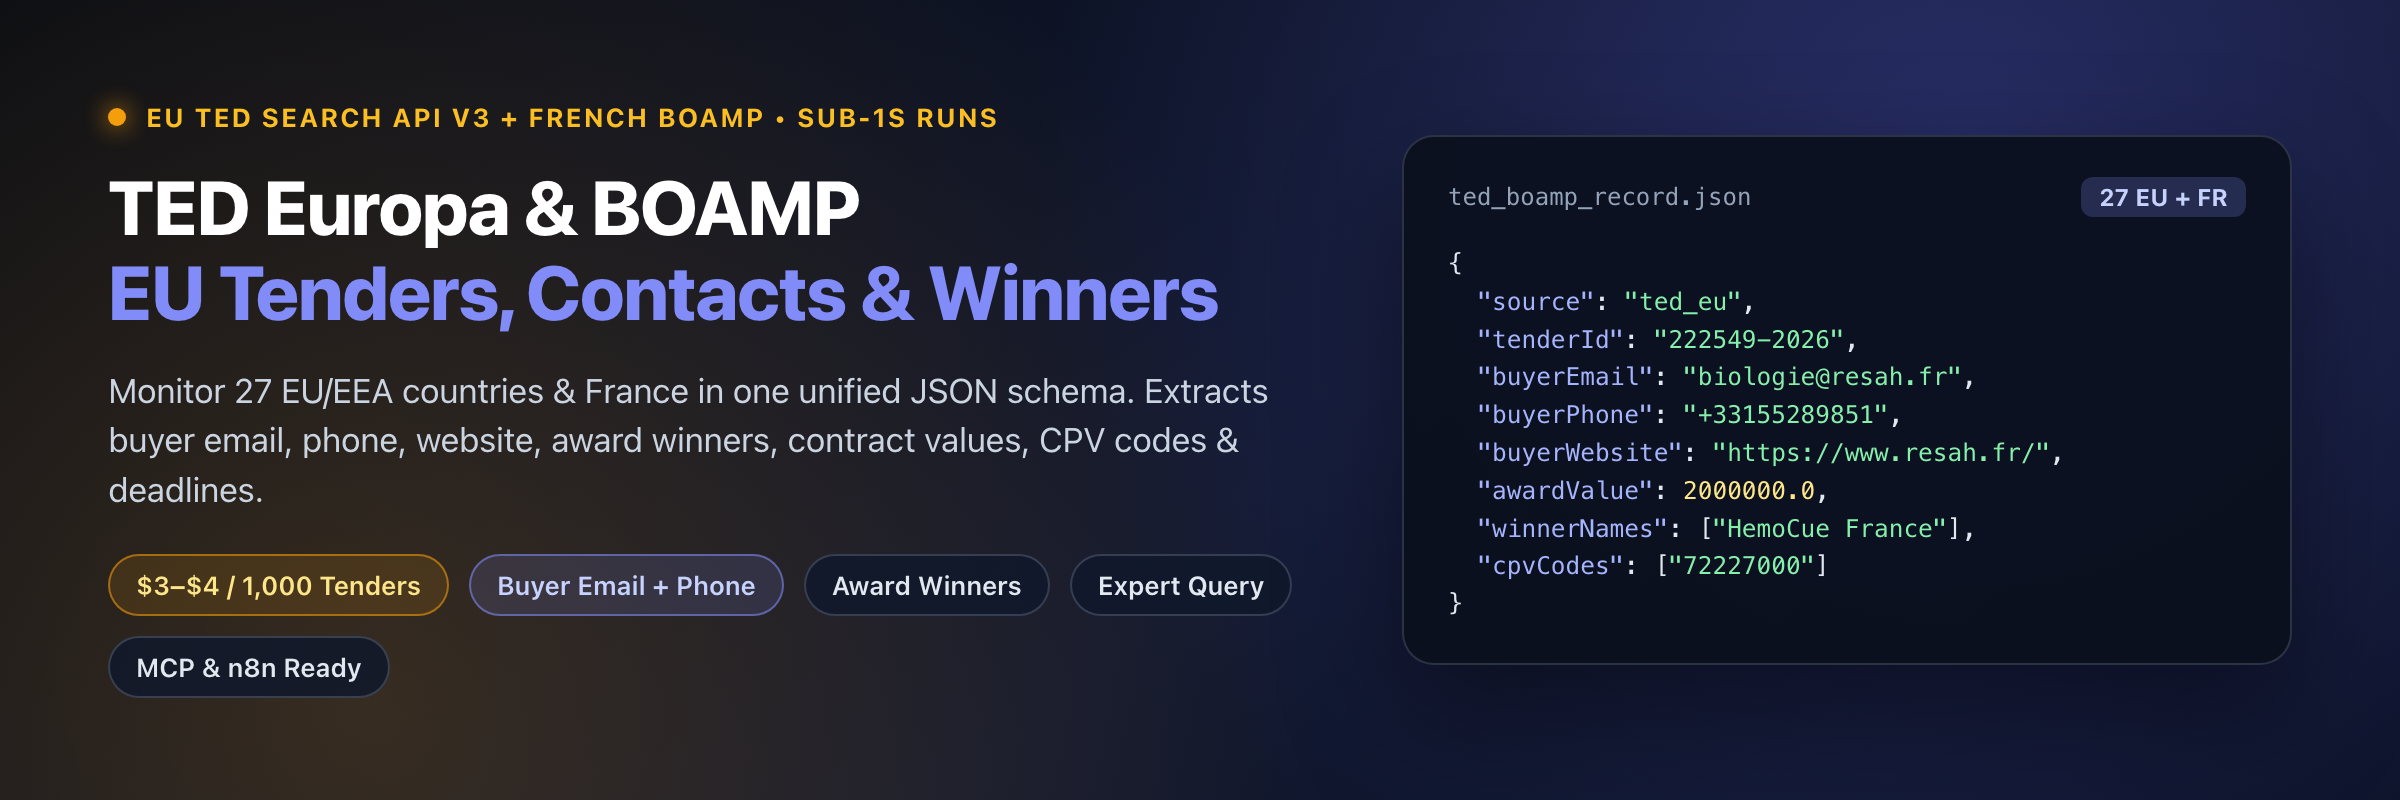 EU TED SEARCH API V3 + FRENCH BOAMP • SUB-1S RUNS
TED Europa & BOAMP
EU Tenders, Contacts & Winners
Monitor 27 EU/EEA countries & France in one unified JSON schema. Extracts
buyer email, phone, website, award winners, contract values, CPV codes &
deadlines.
$3–$4 / 1,000 Tenders
Buyer Email + Phone
Award Winners
Expert Query
MCP & n8n Ready
ted_boamp_record.json
27 EU + FR
{
"source": "ted_eu",
"tenderId": "222549-2026",
"buyerEmail": "biologie@resah.fr",
"buyerPhone": "+33155289851",
"buyerWebsite": "https://www.resah.fr/",
"awardValue": 2000000.0,
"winnerNames": ["HemoCue France"],
"cpvCodes": ["72227000"]
}